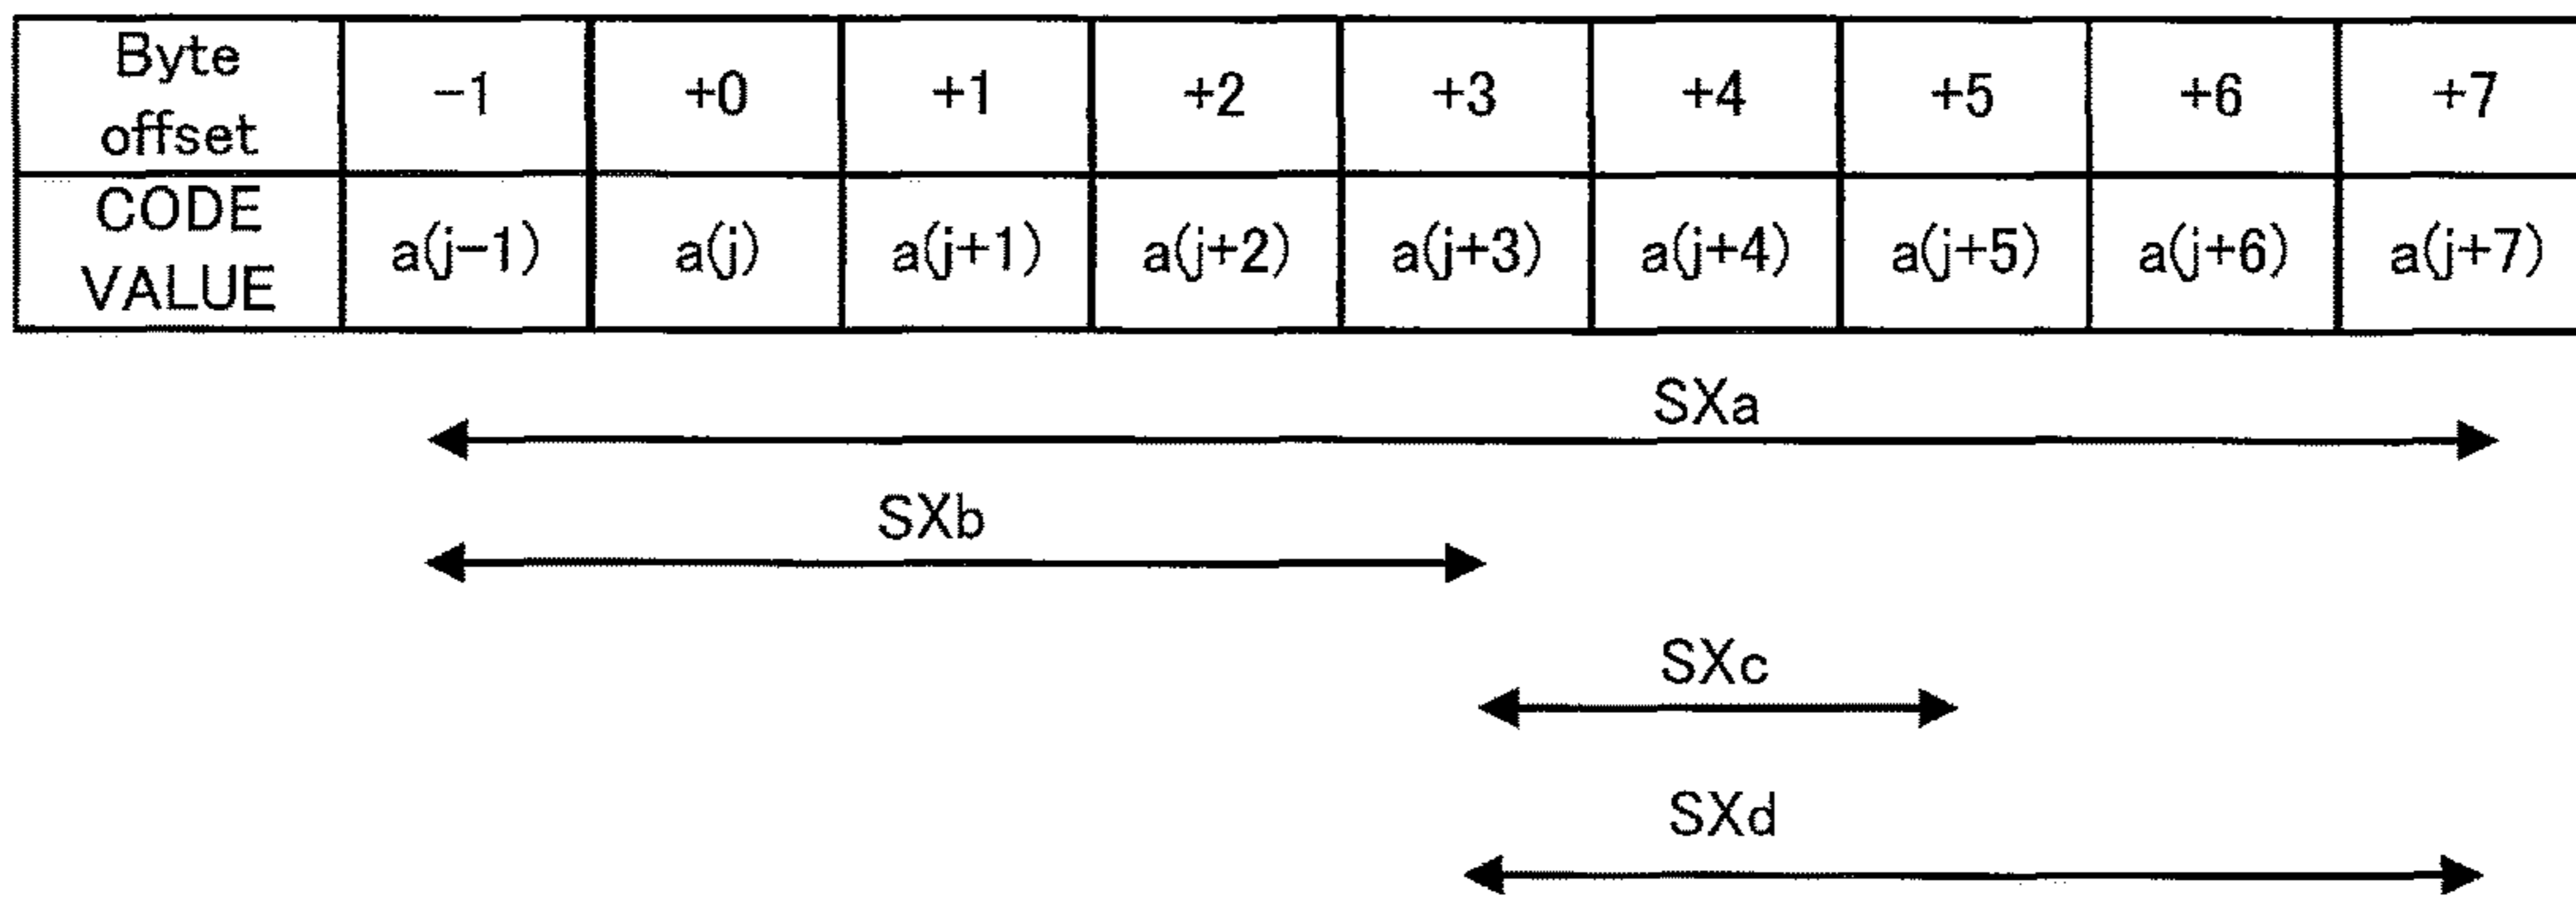 Byte offset -1 +0 +1 +2 +3 +4 +5 +6 +7
CODE VALUE a(j-1) a(j) a(j+1) a(j+2) a(j+3) a(j+4) a(j+5) a(j+6) a(j+7)
SXa
SXb
SXc
SXd